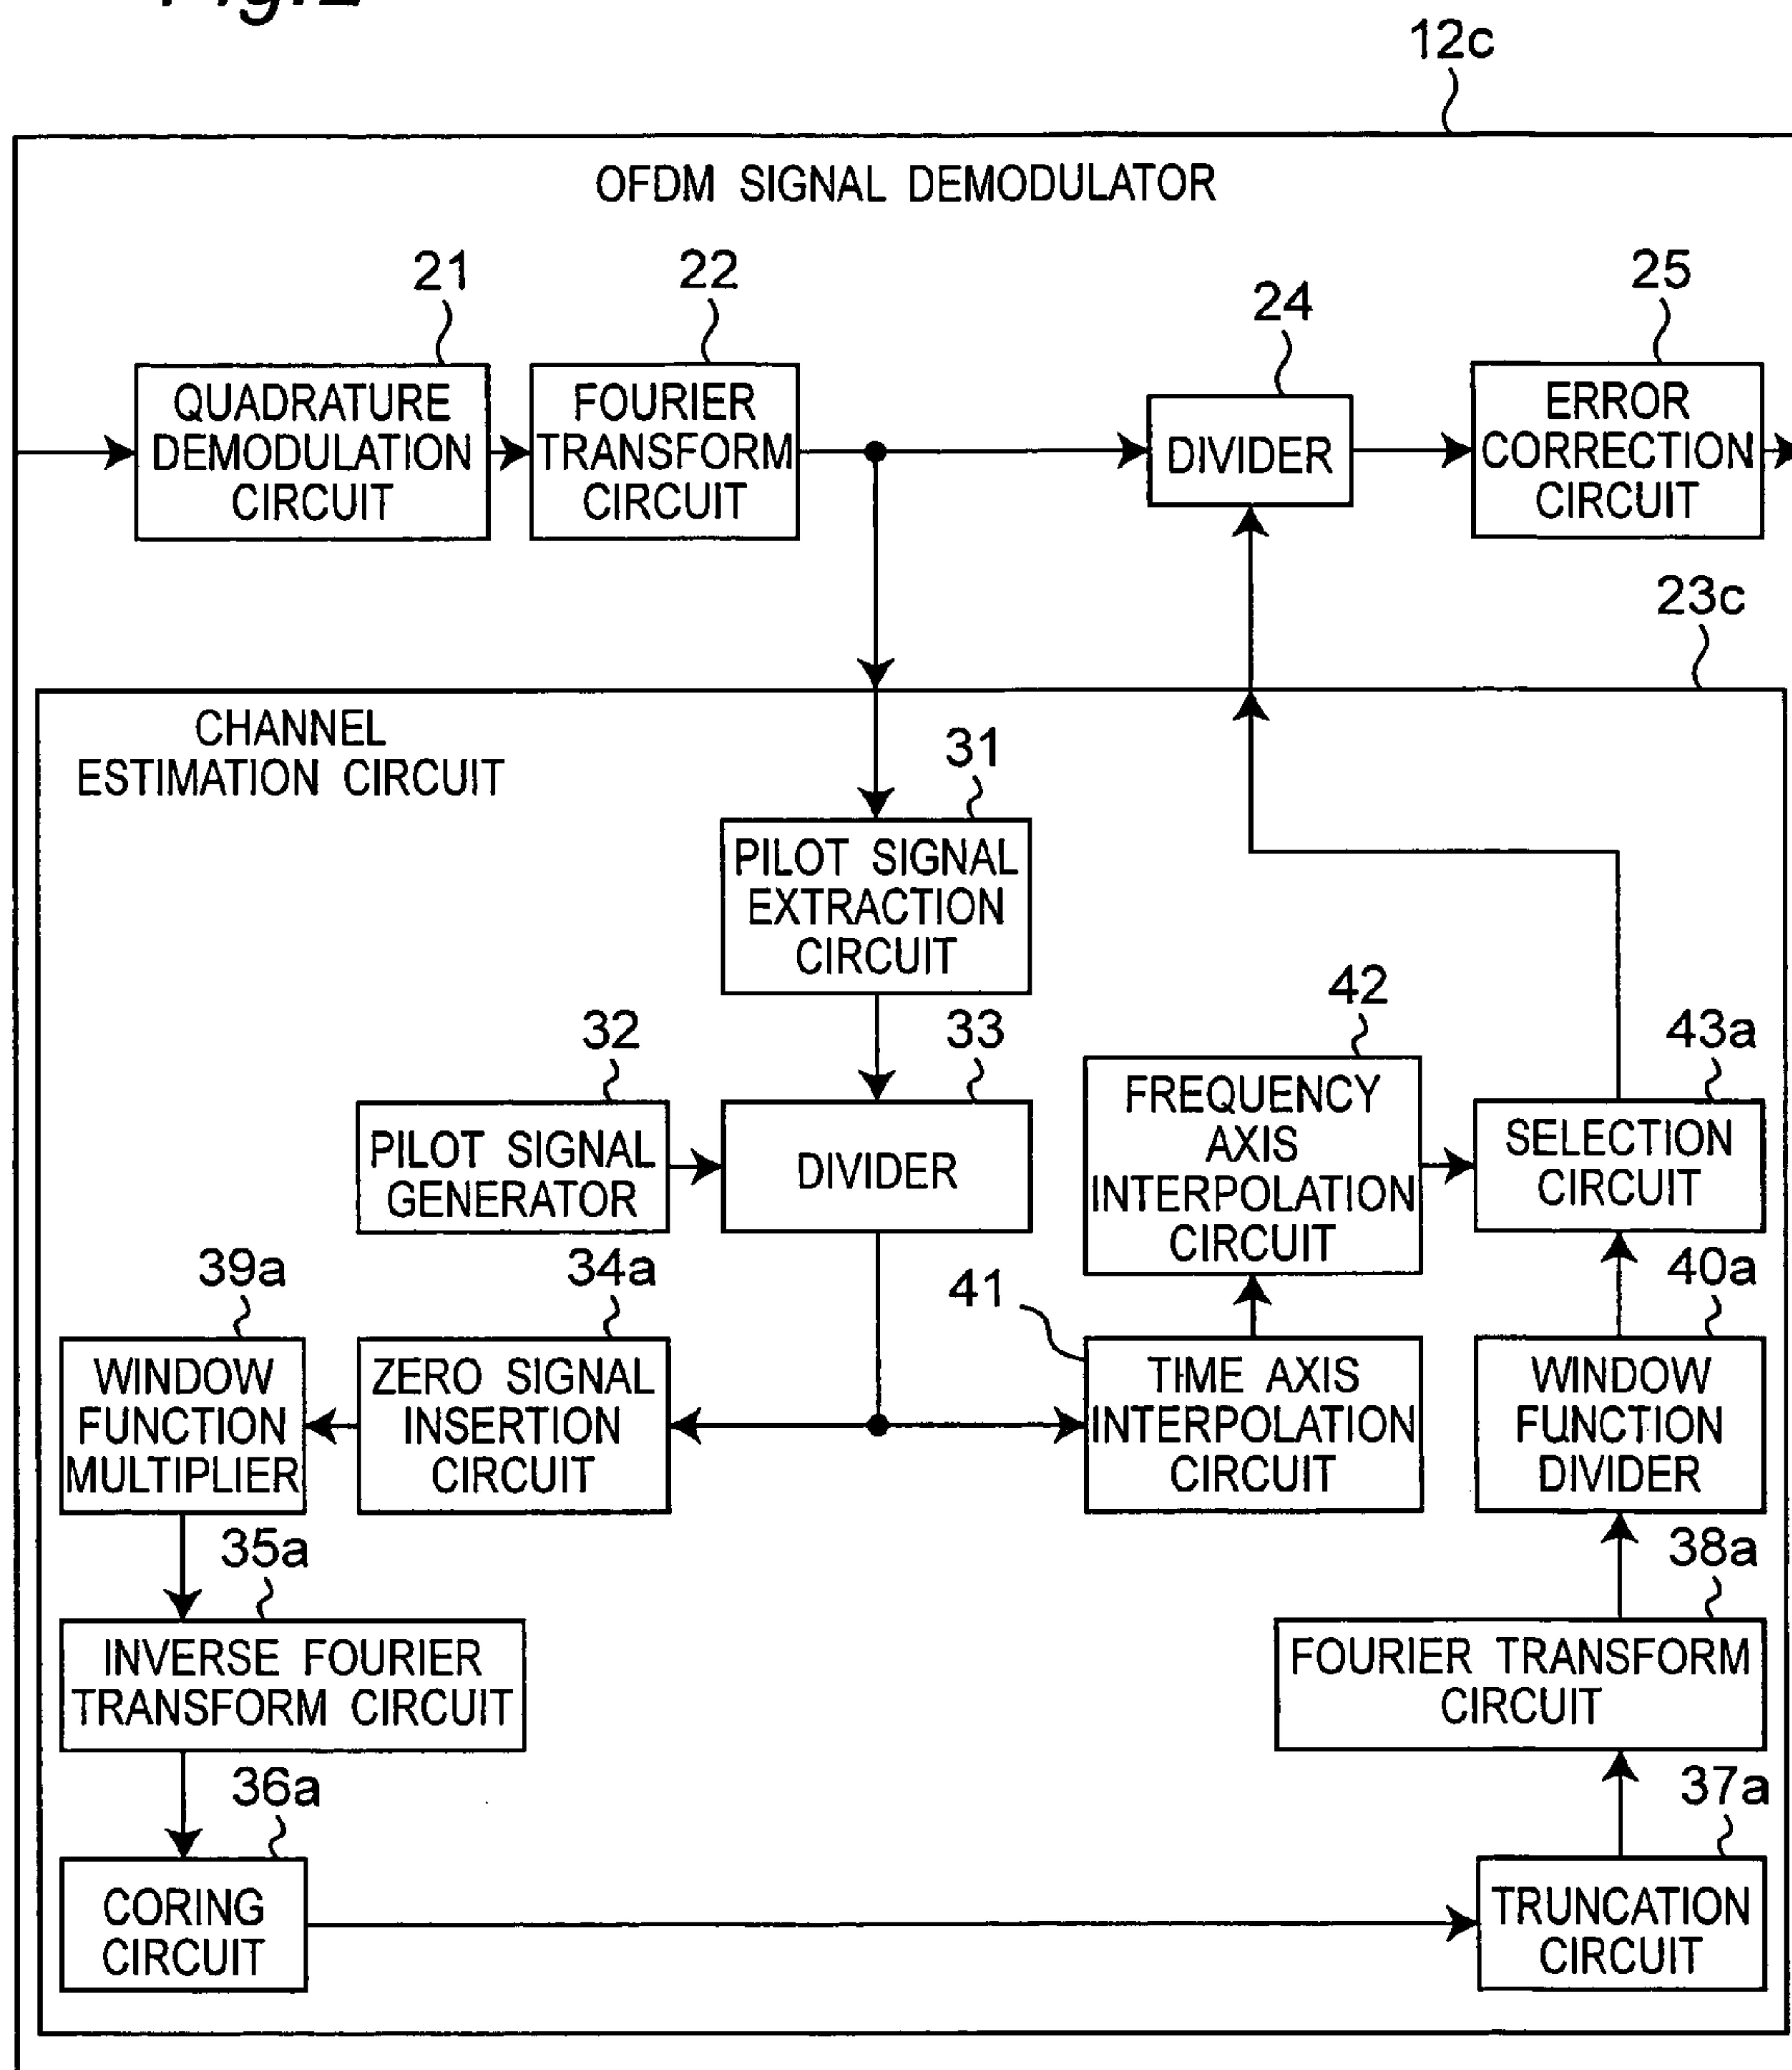 12c
OFDM SIGNAL DEMODULATOR
21
22
24
25
QUADRATURE
DEMODULATION
CIRCUIT
FOURIER
TRANSFORM
CIRCUIT
DIVIDER
ERROR
CORRECTION
CIRCUIT
23c
CHANNEL
ESTIMATION CIRCUIT
31
PILOT SIGNAL
EXTRACTION
CIRCUIT
32
PILOT SIGNAL
GENERATOR
33
DIVIDER
42
FREQUENCY
AXIS
INTERPOLATION
CIRCUIT
43a
SELECTION
CIRCUIT
39a
WINDOW
FUNCTION
MULTIPLIER
34a
ZERO SIGNAL
INSERTION
CIRCUIT
41
TIME AXIS
INTERPOLATION
CIRCUIT
40a
WINDOW
FUNCTION
DIVIDER
35a
INVERSE FOURIER
TRANSFORM CIRCUIT
38a
FOURIER TRANSFORM
CIRCUIT
36a
CORING
CIRCUIT
37a
TRUNCATION
CIRCUIT